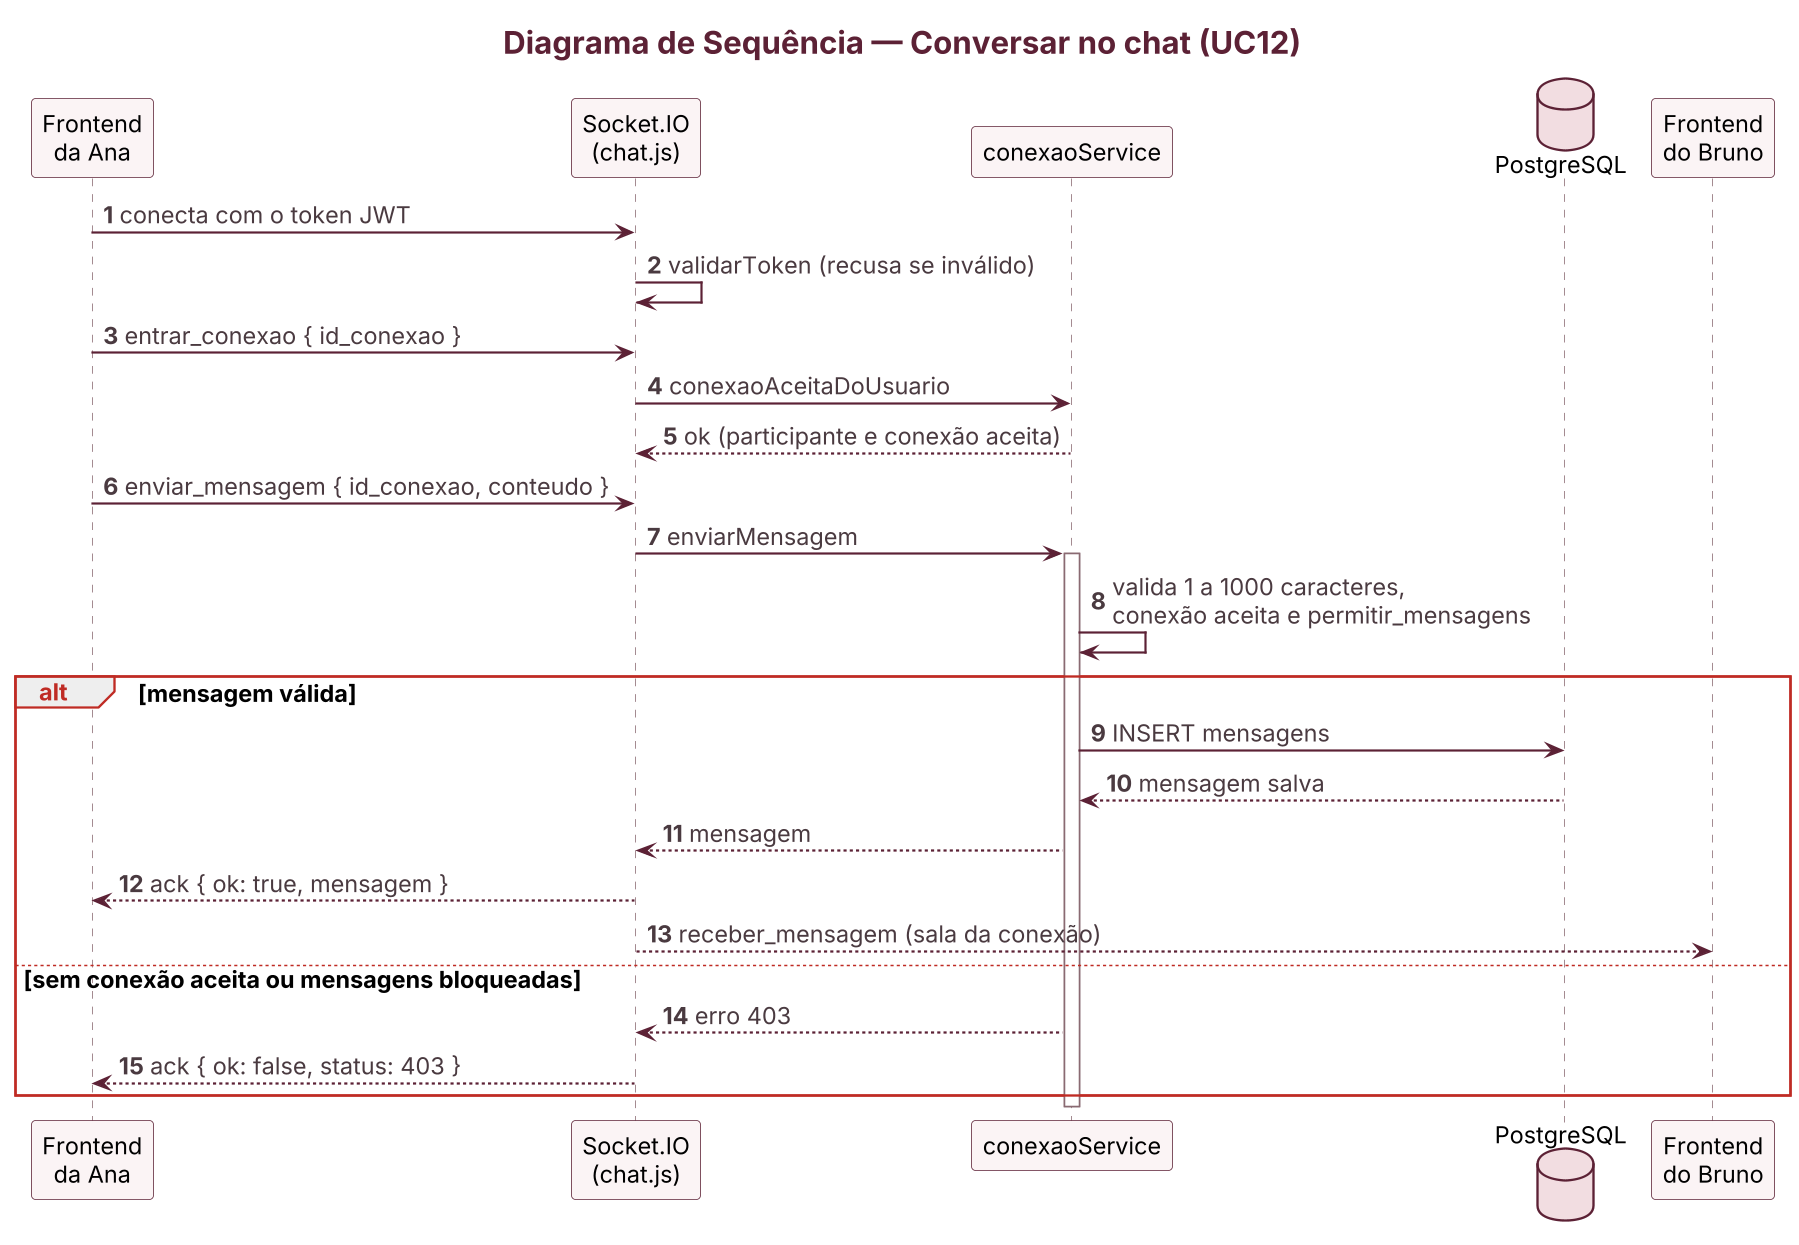 Diagrama de Sequência — Conversar no chat (UC12)
Frontend
da Ana
Socket.IO
(chat.js)
conexaoService
PostgreSQL
Frontend
do Bruno
1 conecta com o token JWT
2 validarToken (recusa se inválido)
3 entrar_conexao { id_conexao }
4 conexaoAceitaDoUsuario
5 ok (participante e conexão aceita)
6 enviar_mensagem { id_conexao, conteudo }
7 enviarMensagem
8 valida 1 a 1000 caracteres,
conexão aceita e permitir_mensagens
alt [mensagem válida]
9 INSERT mensagens
10 mensagem salva
11 mensagem
12 ack { ok: true, mensagem }
13 receber_mensagem (sala da conexão)
[sem conexão aceita ou mensagens bloqueadas]
14 erro 403
15 ack { ok: false, status: 403 }
Frontend
da Ana
Socket.IO
(chat.js)
conexaoService
PostgreSQL
Frontend
do Bruno